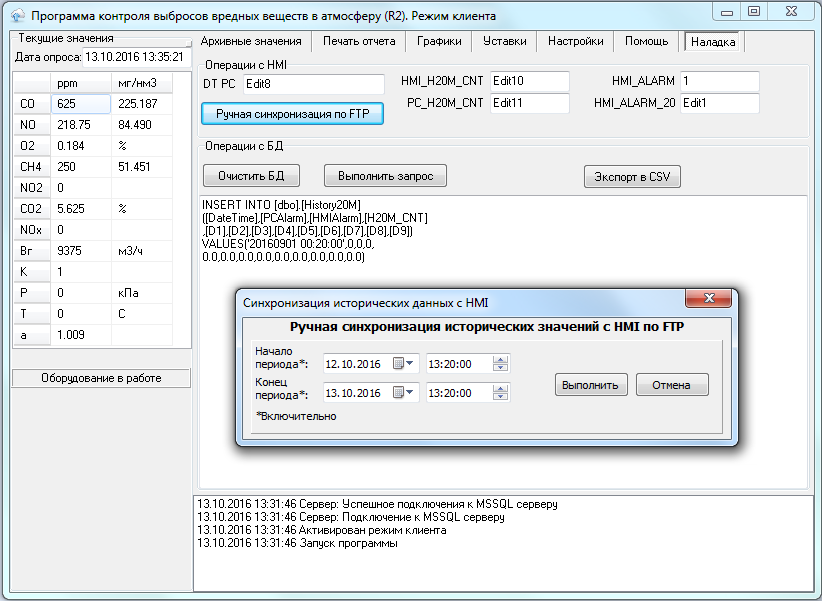 Программа контроля выбросов вредных веществ в атмосферу (R2). Режим клиента
Текущие значения
Дата опроса: 13.10.2016 13:35:21
ppm мг/нм3
CO 625 225.187
NO 218.75 84.490
O2 0.184 %
CH4 250 51.451
NO2 0
CO2 5.625 %
NOx 0
Вг 9375 м3/ч
K 1
P 0 кПа
T 0 C
a 1.009
Оборудование в работе
Архивные значения Печать отчета Графики Уставки Настройки Помощь Наладка
Операции с HMI
DT PC Edit8 HMI_H20M_CNT Edit10 HMI_ALARM 1
Ручная синхронизация по FTP PC_H20M_CNT Edit11 HMI_ALARM_20 Edit1
Операции с БД
Очистить БД Выполнить запрос Экспорт в CSV
INSERT INTO [dbo].[History20M]
([DateTime],[PCAlarm],[HMIAlarm],[H20M_CNT]
,[D1],[D2],[D3],[D4],[D5],[D6],[D7],[D8],[D9])
VALUES('20160901 00:20:00',0,0,0,
0.0,0.0,0.0,0.0,0.0,0.0,0.0,0.0,0.0)
Синхронизация исторических данных с HMI
Ручная синхронизация исторических значений с HMI по FTP
Начало
периода*: 12.10.2016 13:20:00
Конец
периода*: 13.10.2016 13:20:00
Выполнить Отмена
*Включительно
13.10.2016 13:31:46 Сервер: Успешное подключения к MSSQL серверу
13.10.2016 13:31:46 Сервер: Подключение к MSSQL серверу
13.10.2016 13:31:46 Активирован режим клиента
13.10.2016 13:31:46 Запуск программы